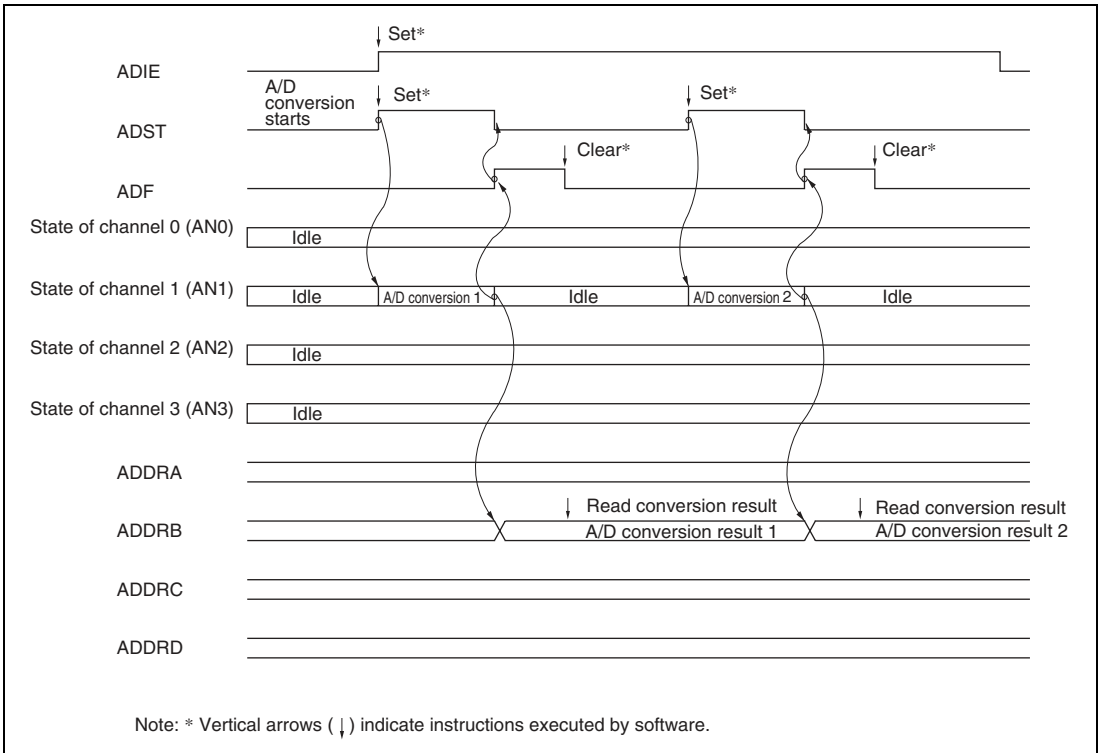 Set*
ADIE
A/D
conversion
starts
Set*
Set*
ADST
Clear*
Clear*
ADF
State of channel 0 (AN0)
Idle
State of channel 1 (AN1)
Idle
A/D conversion 1
Idle
A/D conversion 2
Idle
State of channel 2 (AN2)
Idle
State of channel 3 (AN3)
Idle
ADDRA
Read conversion result
Read conversion result
ADDRB
A/D conversion result 1
A/D conversion result 2
ADDRC
ADDRD
Note: * Vertical arrows (↓) indicate instructions executed by software.